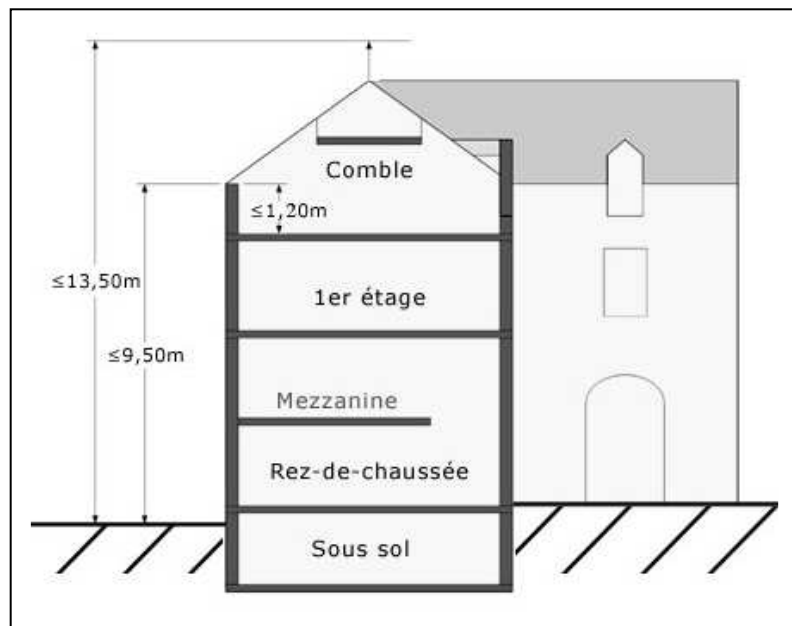 Comble
≤1,20m
≤13,50m
1er étage
≤9,50m
Mezzanine
Rez-de-chaussée
Sous sol